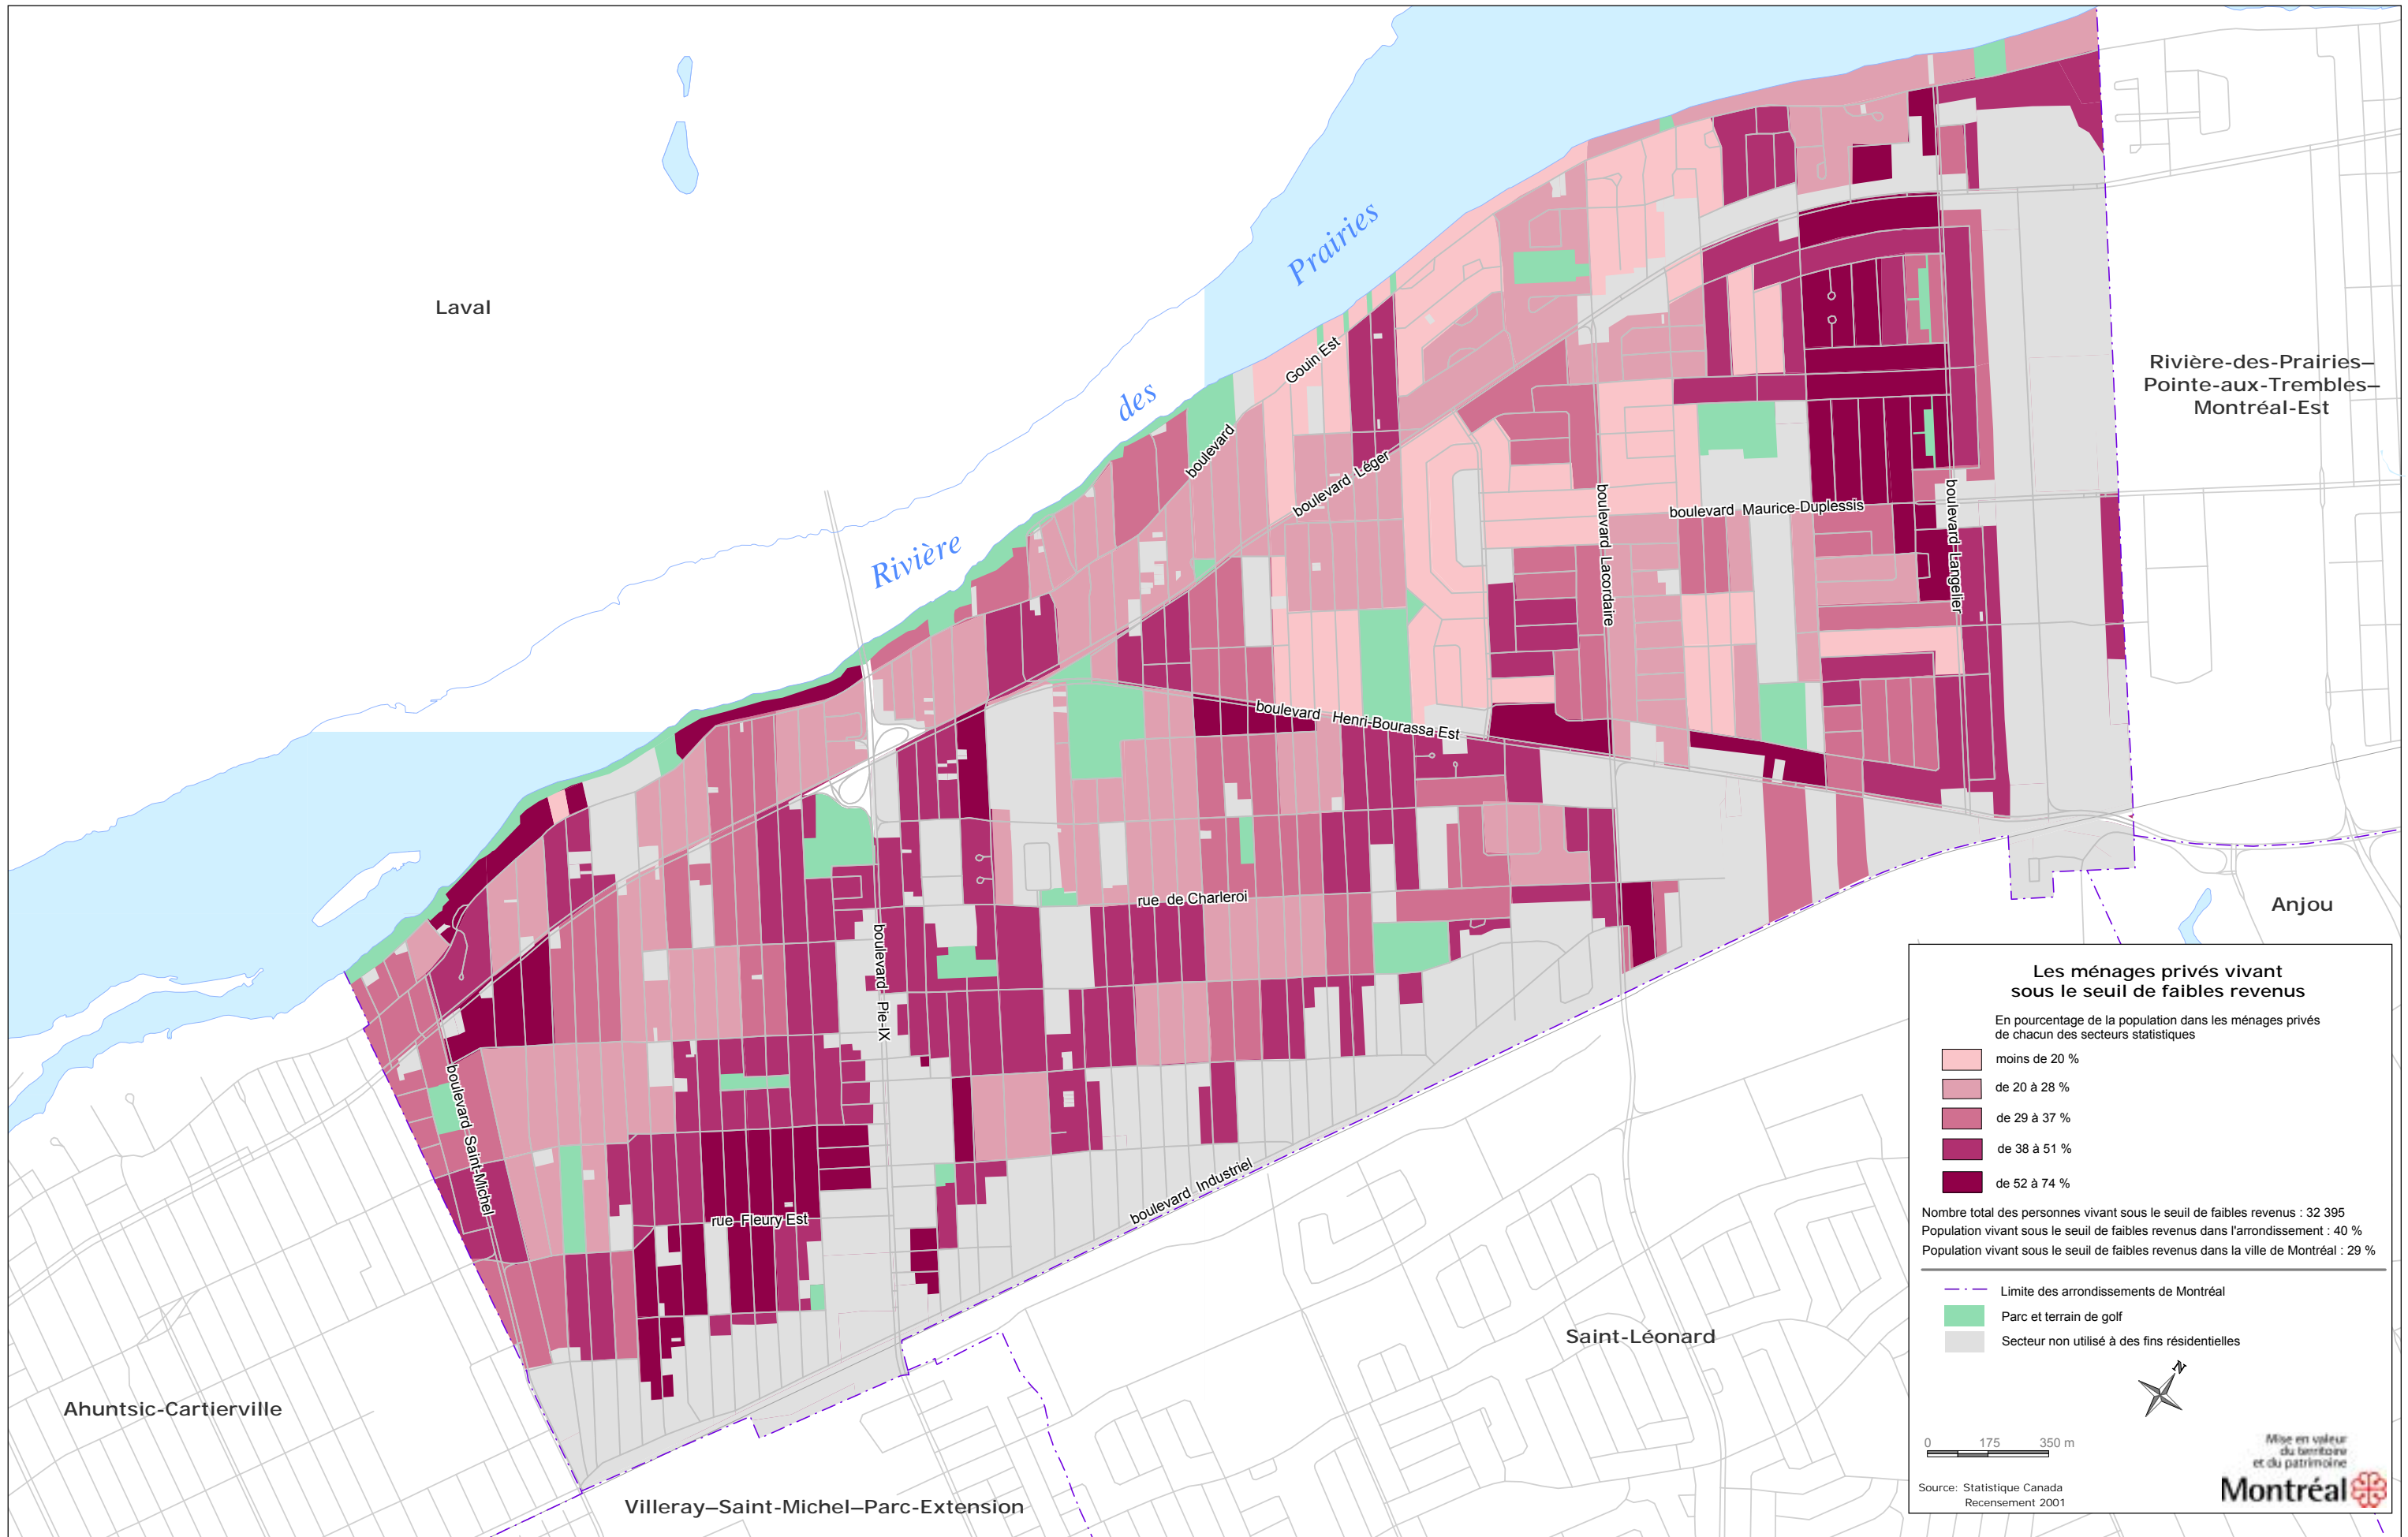 Laval
Rivière
des
Prairies
Gouin Est
boulevard
boulevard Léger
boulevard Lacordaire
boulevard Maurice-Duplessis
boulevard Langelier
Rivière-des-Prairies–
Pointe-aux-Trembles–
Montréal-Est
boulevard Henri-Bourassa Est
rue de Charleroi
boulevard Pie-IX
boulevard Saint-Michel
rue Fleury Est
boulevard Industriel
Anjou
Saint-Léonard
Ahuntsic-Cartierville
Villeray–Saint-Michel–Parc-Extension
Les ménages privés vivant
sous le seuil de faibles revenus
En pourcentage de la population dans les ménages privés
de chacun des secteurs statistiques
moins de 20 %
de 20 à 28 %
de 29 à 37 %
de 38 à 51 %
de 52 à 74 %
Nombre total des personnes vivant sous le seuil de faibles revenus : 32 395
Population vivant sous le seuil de faibles revenus dans l'arrondissement : 40 %
Population vivant sous le seuil de faibles revenus dans la ville de Montréal : 29 %
Limite des arrondissements de Montréal
Parc et terrain de golf
Secteur non utilisé à des fins résidentielles
N
0 175 350 m
Source: Statistique Canada
Recensement 2001
Mise en valeur
du territoire
et du patrimoine
Montréal